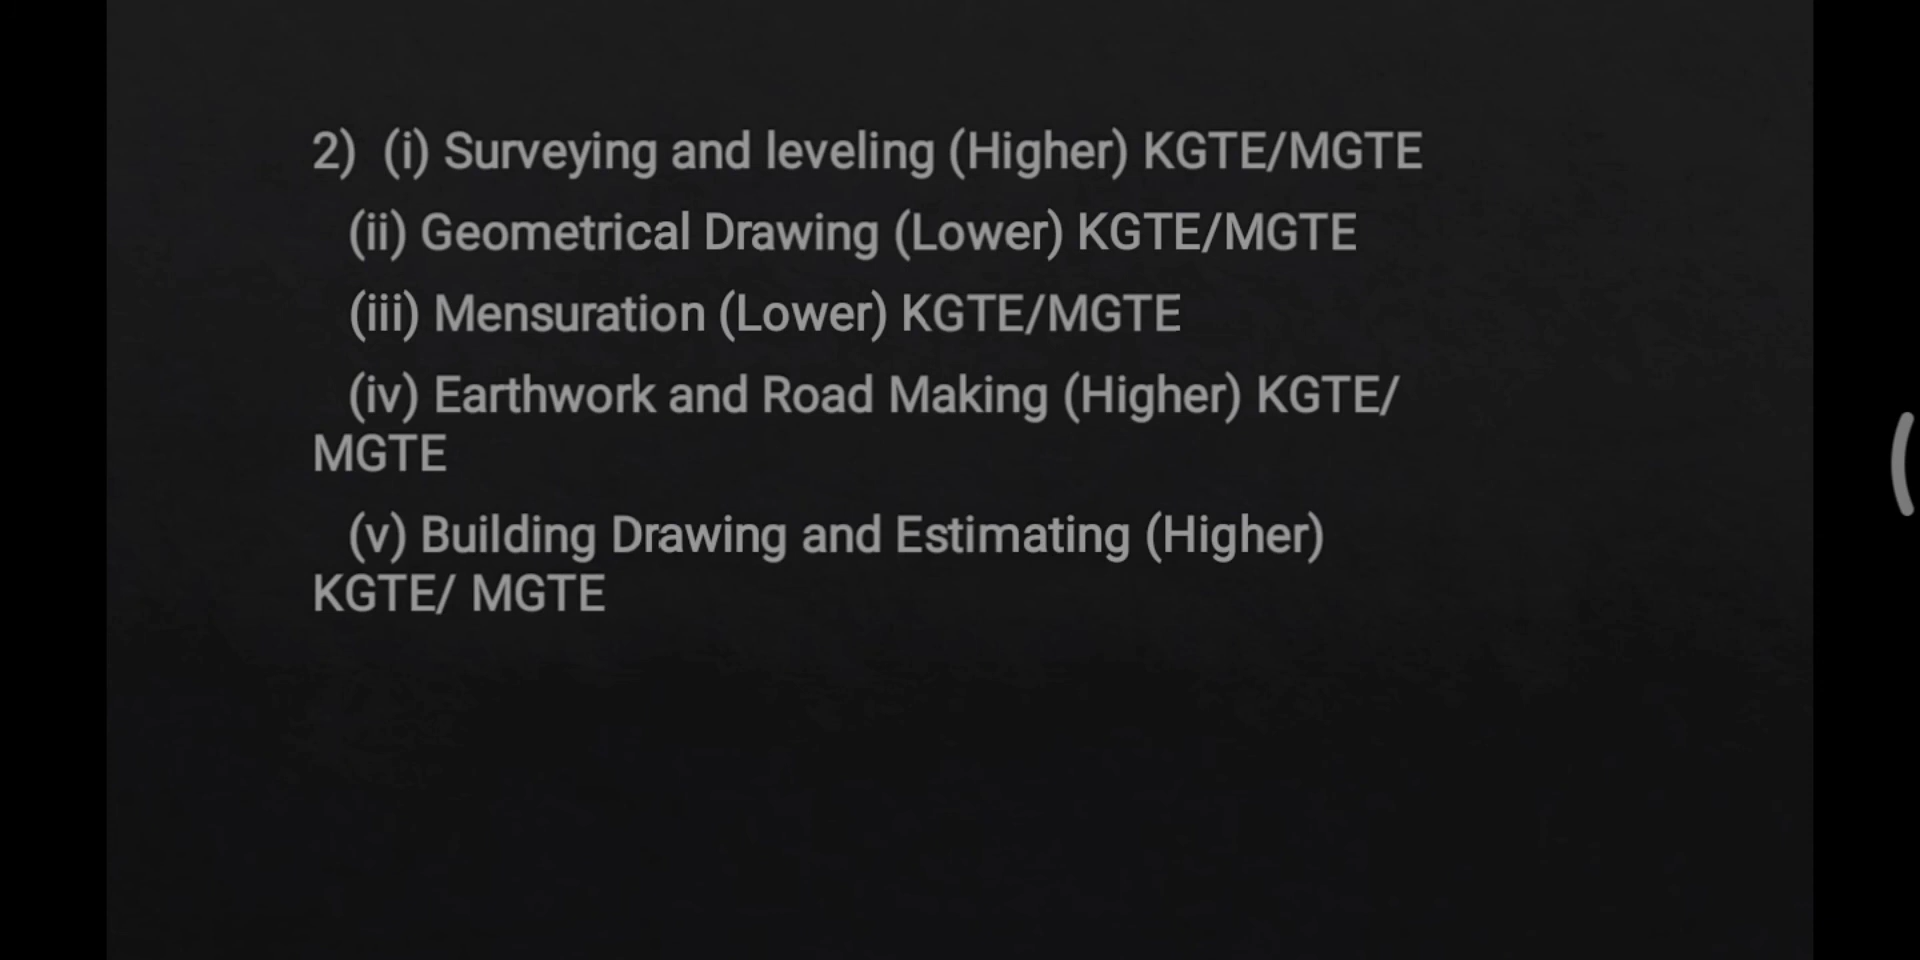 2) (i) Surveying and leveling (Higher) KGTE/MGTE
(ii) Geometrical Drawing (Lower) KGTE/MGTE
(iii) Mensuration (Lower) KGTE/MGTE
(iv) Earthwork and Road Making (Higher) KGTE/
MGTE
(v) Building Drawing and Estimating (Higher)
KGTE/ MGTE